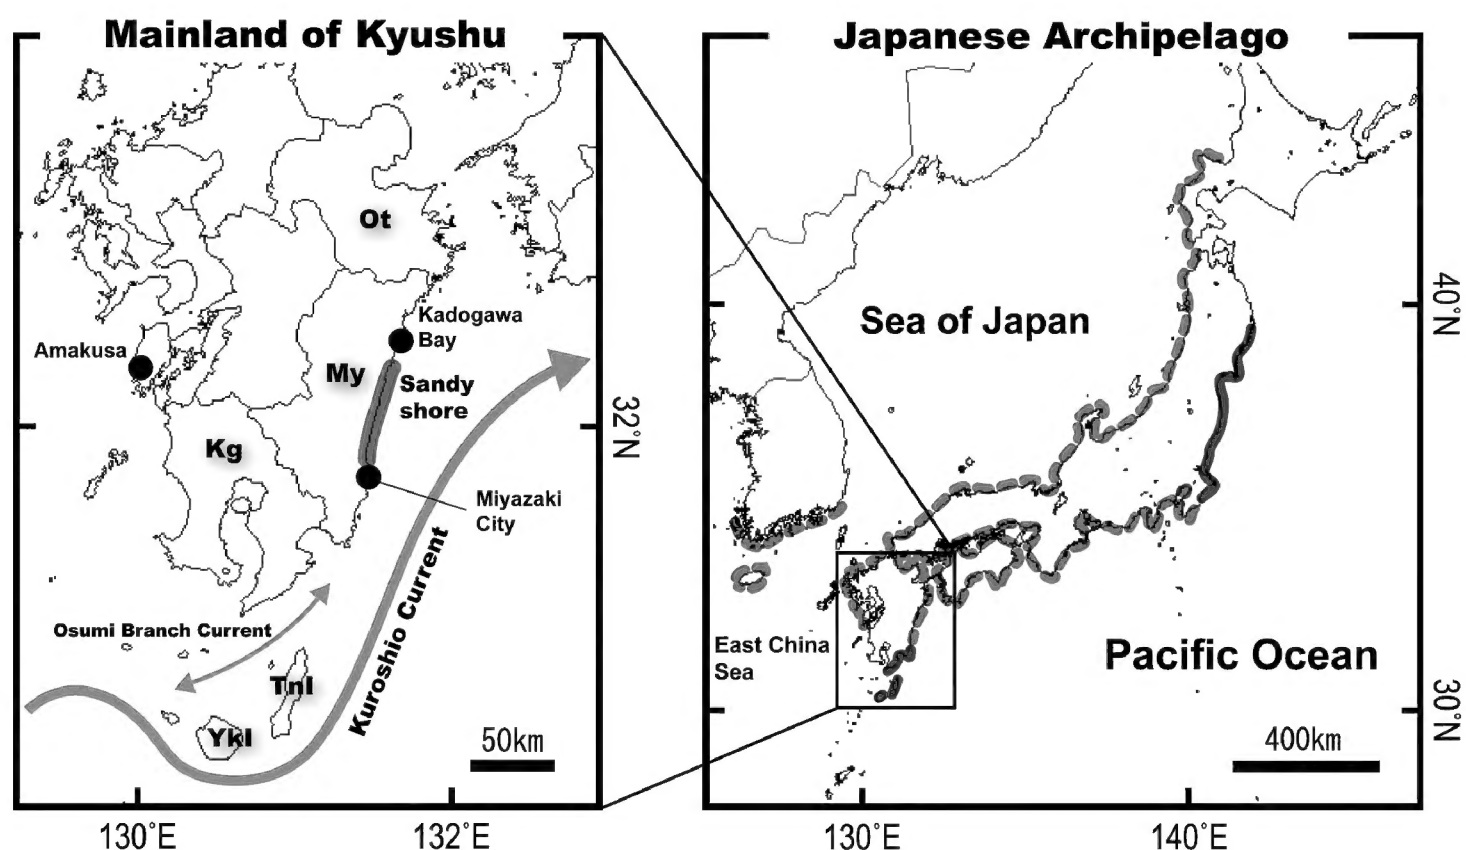 Mainland of Kyushu
Ot
Kadogawa
Bay
Amakusa
My
Sandy
shore
Kg
32°N
Miyazaki
City
Kuroshio Current
Osumi Branch Current
TnI
YkI
50km
130°E
132°E
Japanese Archipelago
40°N
Sea of Japan
East China
Sea
Pacific Ocean
30°N
400km
130°E
140°E